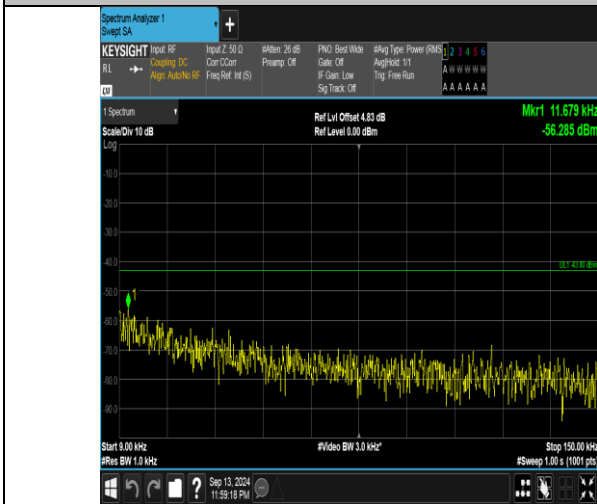 Spectrum Analyzer 1
Swept SA
+
KEYSIGHT
RL
Input: RF
Coupling: DC
Align: Auto/No RF
Input Z: 50 Ω
Corr CCorr
Freq Ref: Int (S)
#Atten: 26 dB
Preamp: Off
PNO: Best Wide
Gate: Off
IF Gain: Low
Sig Track: Off
#Avg Type: Power (RMS
Avg|Hold: 1/1
Trig: Free Run
1 2 3 4 5 6
A W W W W W
A A A A A A
1 Spectrum
Scale/Div 10 dB
Log
Ref Lvl Offset 4.83 dB
Ref Level 0.00 dBm
Mkr1 11.679 kHz
-56.285 dBm
-10.0
-20.0
-30.0
-40.0
DL1 -43.00 dBm
-50.0
1
-60.0
-70.0
-80.0
-90.0
Start 9.00 kHz
#Res BW 1.0 kHz
#Video BW 3.0 kHz*
Stop 150.00 kHz
#Sweep 1.00 s (1001 pts)
?
Sep 13, 2024
11:59:18 PM